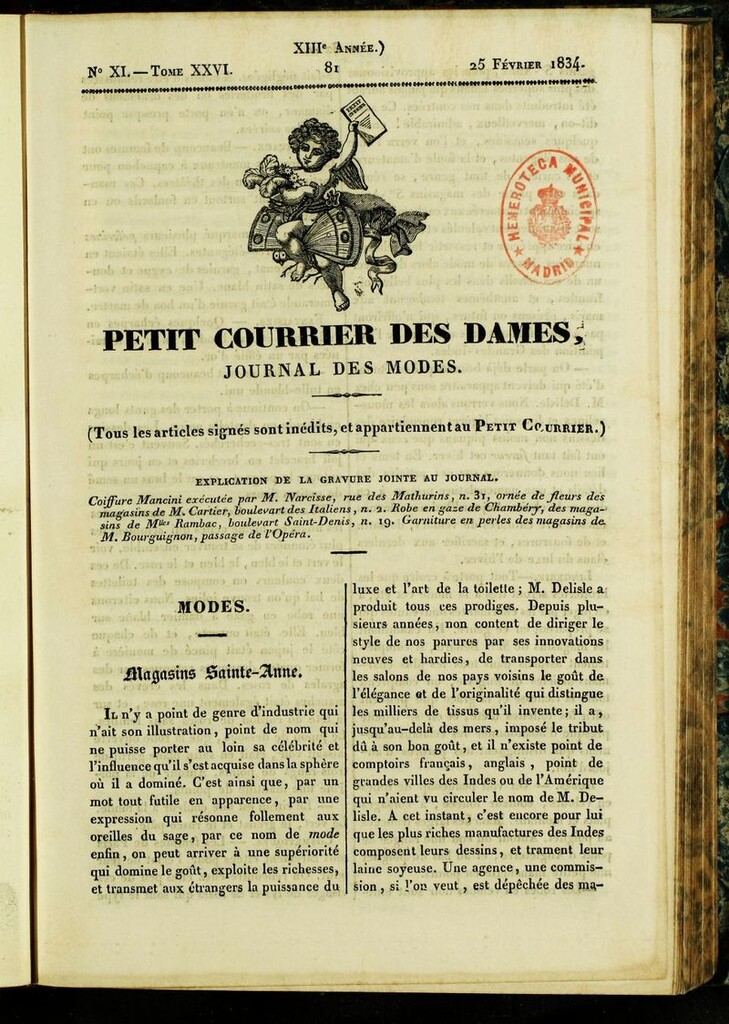 XIIIe ANNÉE.)
No XI.—TOME XXVI.
81
25 FÉVRIER 1834.
PETIT COURRIER
HEMEROTECA MUNICIPAL
MADRID
PETIT COURRIER DES DAMES,
JOURNAL DES MODES.
(Tous les articles signés sont inédits, et appartiennent au PETIT COURRIER.)
EXPLICATION DE LA GRAVURE JOINTE AU JOURNAL.
Coiffure Mancini exécutée par M. Narcisse, rue des Mathurins, n. 31, ornée de fleurs des
magasins de M. Cartier, boulevart des Italiens, n. 2. Robe en gaze de Chambéry, des maga-
sins de Mlles Rambac, boulevart Saint-Denis, n. 19. Garniture en perles des magasins de
M. Bourguignon, passage de l'Opéra.
MODES.
Magasins Sainte-Anne.
IL n'y a point de genre d'industrie qui
n'ait son illustration, point de nom qui
ne puisse porter au loin sa célébrité et
l'influence qu'il s'est acquise dans la sphère
où il a dominé. C'est ainsi que, par un
mot tout futile en apparence, par une
expression qui résonne follement aux
oreilles du sage, par ce nom de mode
enfin, on peut arriver à une supériorité
qui domine le goût, exploite les richesses,
et transmet aux étrangers la puissance du
luxe et l'art de la toilette; M. Delisle a
produit tous ces prodiges. Depuis plu-
sieurs années, non content de diriger le
style de nos parures par ses innovations
neuves et hardies, de transporter dans
les salons de nos pays voisins le goût de
l'élégance et de l'originalité qui distingue
les milliers de tissus qu'il invente; il a,
jusqu'au-delà des mers, imposé le tribut
dû à son bon goût, et il n'existe point de
comptoirs français, anglais, point de
grandes villes des Indes ou de l'Amérique
qui n'aient vu circuler le nom de M. De-
lisle. A cet instant, c'est encore pour lui
que les plus riches manufactures des Indes
composent leurs dessins, et trament leur
laine soyeuse. Une agence, une commis-
sion, si l'on veut, est dépêchée des ma-